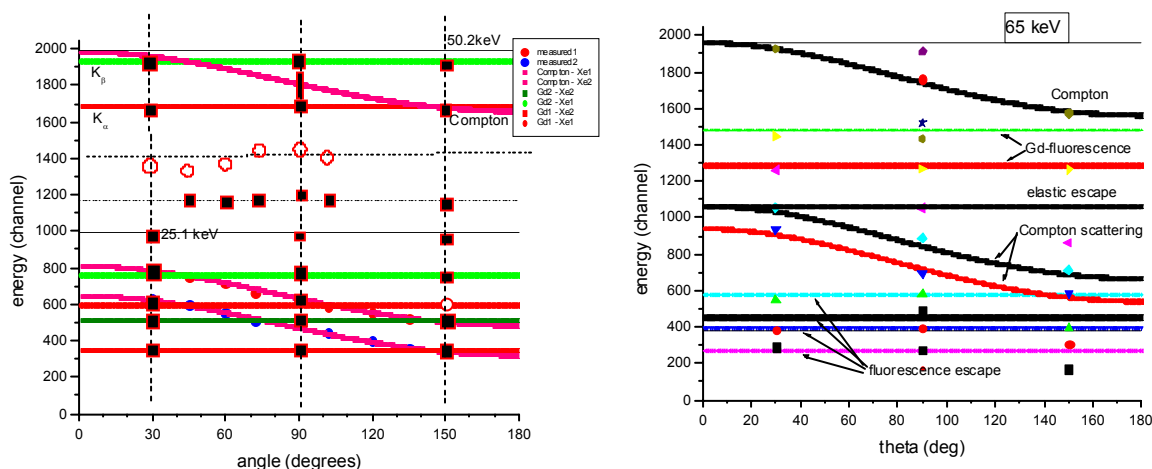 50.2keV
2000
1800
1600
1400
1200
1000
800
600
400
200
0
energy (channel)
K β
K α
Compton
25.1 keV
measured1
measured2
Compton - Xe1
Compton - Xe2
Gd2 - Xe2
Gd2 - Xe1
Gd1 - Xe2
Gd1 - Xe1
0 30 60 90 120 150 180
angle (degrees)
65 keV
2000
1800
1600
1400
1200
1000
800
600
400
200
0
energy (channel)
Compton
Gd-fluorescence
elastic escape
Compton scattering
fluorescence escape
0 20 40 60 80 100 120 140 160 180
theta (deg)